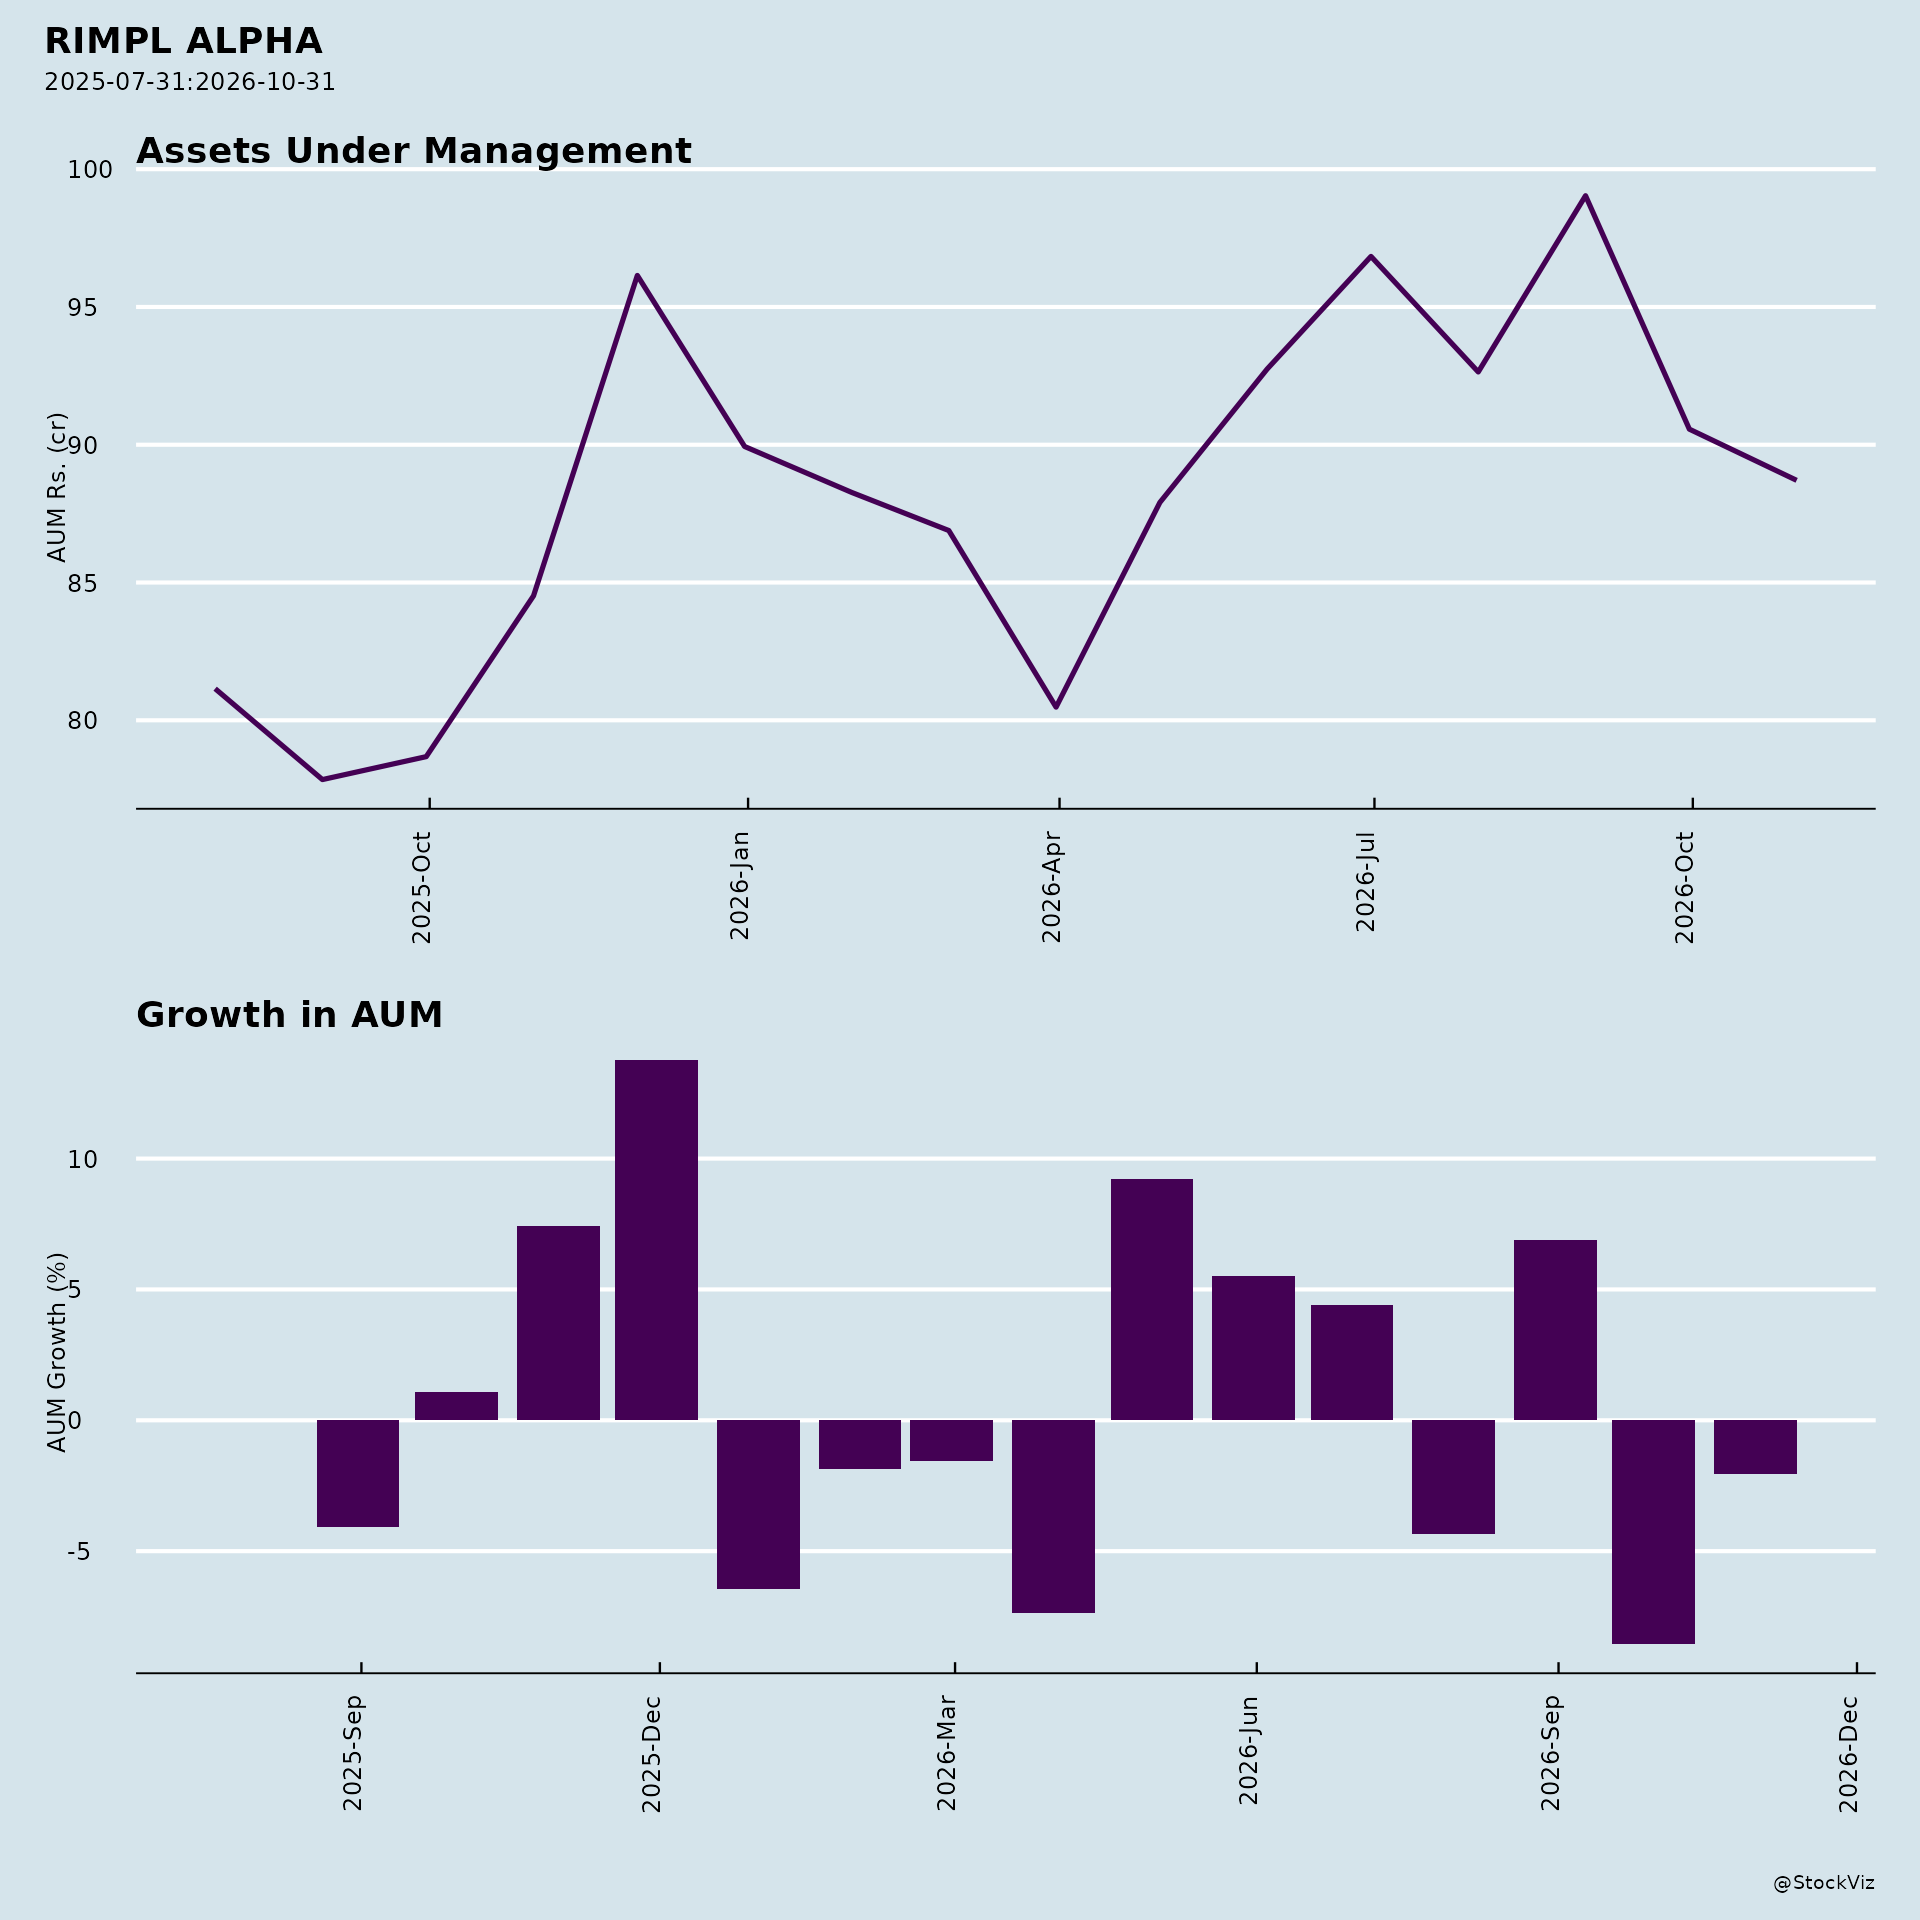 RIMPL ALPHA
2025-07-31:2026-10-31
Assets Under Management
AUM Rs. (cr)
100
95
90
85
80
2025-Oct
2026-Jan
2026-Apr
2026-Jul
2026-Oct
Growth in AUM
AUM Growth (%)
10
5
0
-5
2025-Sep
2025-Dec
2026-Mar
2026-Jun
2026-Sep
2026-Dec
@StockViz